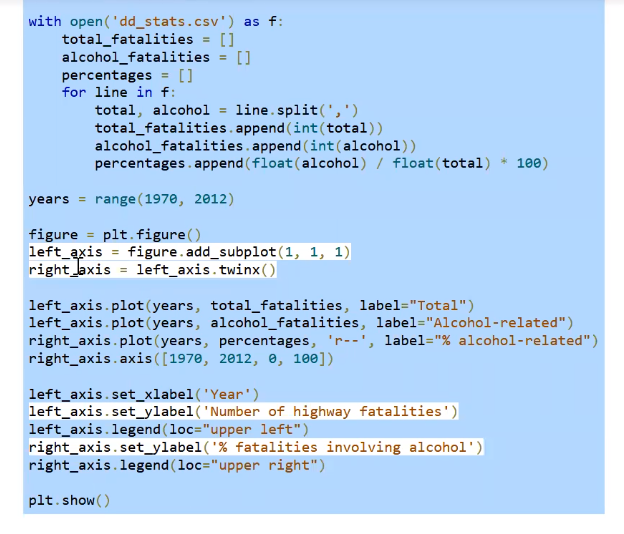 with open('dd_stats.csv') as f:
    total_fatalities = []
    alcohol_fatalities = []
    percentages = []
    for line in f:
        total, alcohol = line.split(',')
        total_fatalities.append(int(total))
        alcohol_fatalities.append(int(alcohol))
        percentages.append(float(alcohol) / float(total) * 100)
years = range(1970, 2012)
figure = plt.figure()
left_axis = figure.add_subplot(1, 1, 1)
right_axis = left_axis.twinx()
left_axis.plot(years, total_fatalities, label="Total")
left_axis.plot(years, alcohol_fatalities, label="Alcohol-related")
right_axis.plot(years, percentages, 'r--', label="% alcohol-related")
right_axis.axis([1970, 2012, 0, 100])
left_axis.set_xlabel('Year')
left_axis.set_ylabel('Number of highway fatalities')
left_axis.legend(loc="upper left")
right_axis.set_ylabel('% fatalities involving alcohol')
right_axis.legend(loc="upper right")
plt.show()